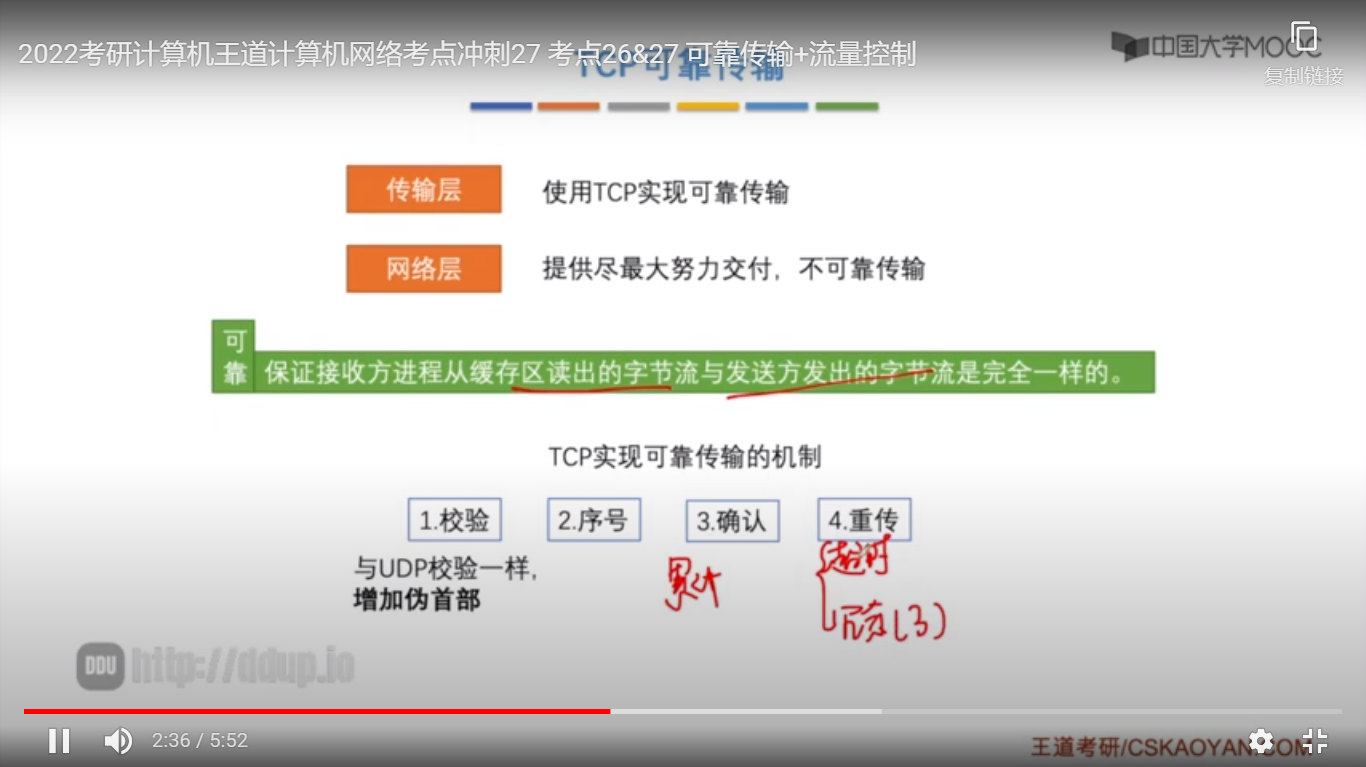 2022考研计算机王道计算机网络考点冲刺27 考点26&27 可靠传输+流量控制
中国大学MOOC
TCP可靠传输
复制链接
传输层 使用TCP实现可靠传输
网络层 提供尽最大努力交付，不可靠传输
可靠 保证接收方进程从缓存区读出的字节流与发送方发出的字节流是完全一样的。
TCP实现可靠传输的机制
1.校验 2.序号 3.确认 4.重传
与UDP校验一样，
增加伪首部
累计
超时
冗余(3)
DDU http://ddup.io
2:36 / 5:52
王道考研/CSKAOYAN.COM